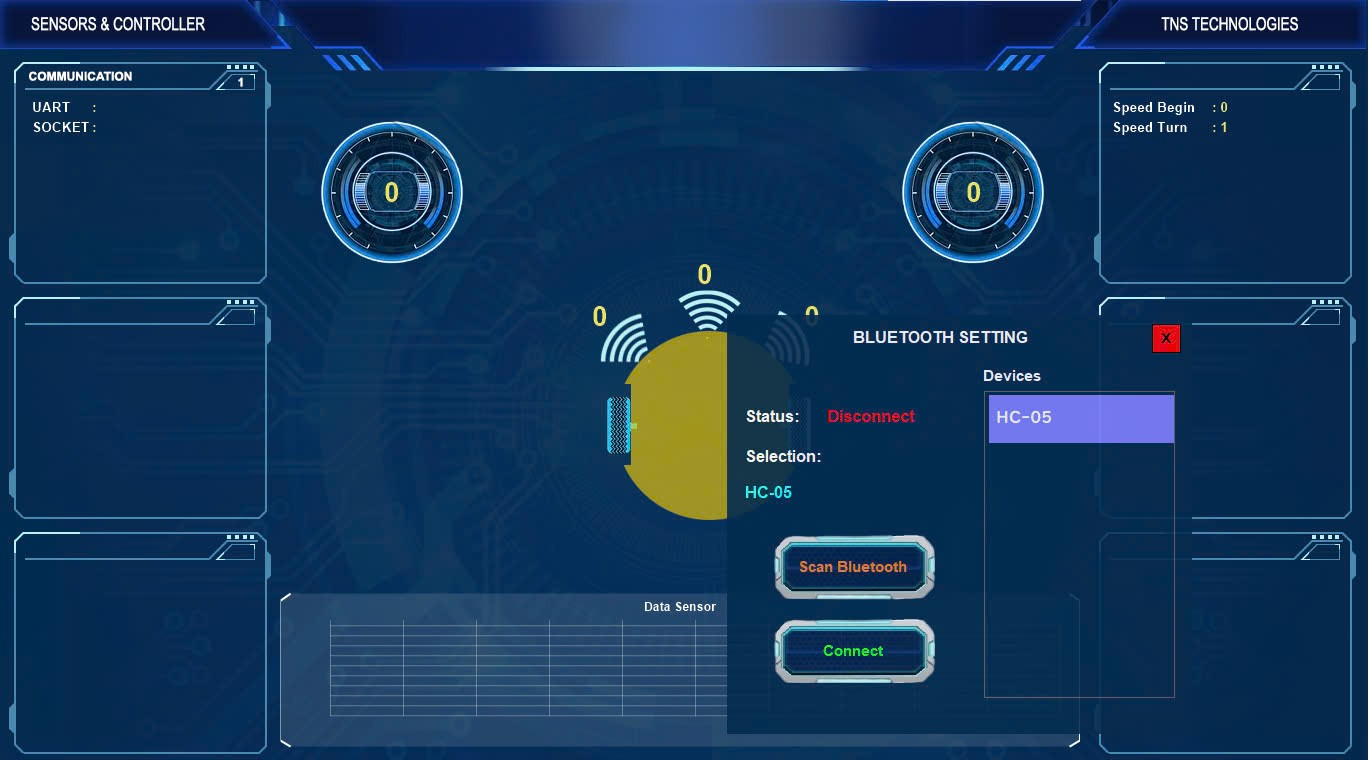 SENSORS & CONTROLLER
TNS TECHNOLOGIES
COMMUNICATION
1
UART :
SOCKET :
Speed Begin : 0
Speed Turn : 1
0
0
0
0
0
BLUETOOTH SETTING
X
Devices
HC-05
Status: Disconnect
Selection:
HC-05
Scan Bluetooth
Connect
Data Sensor